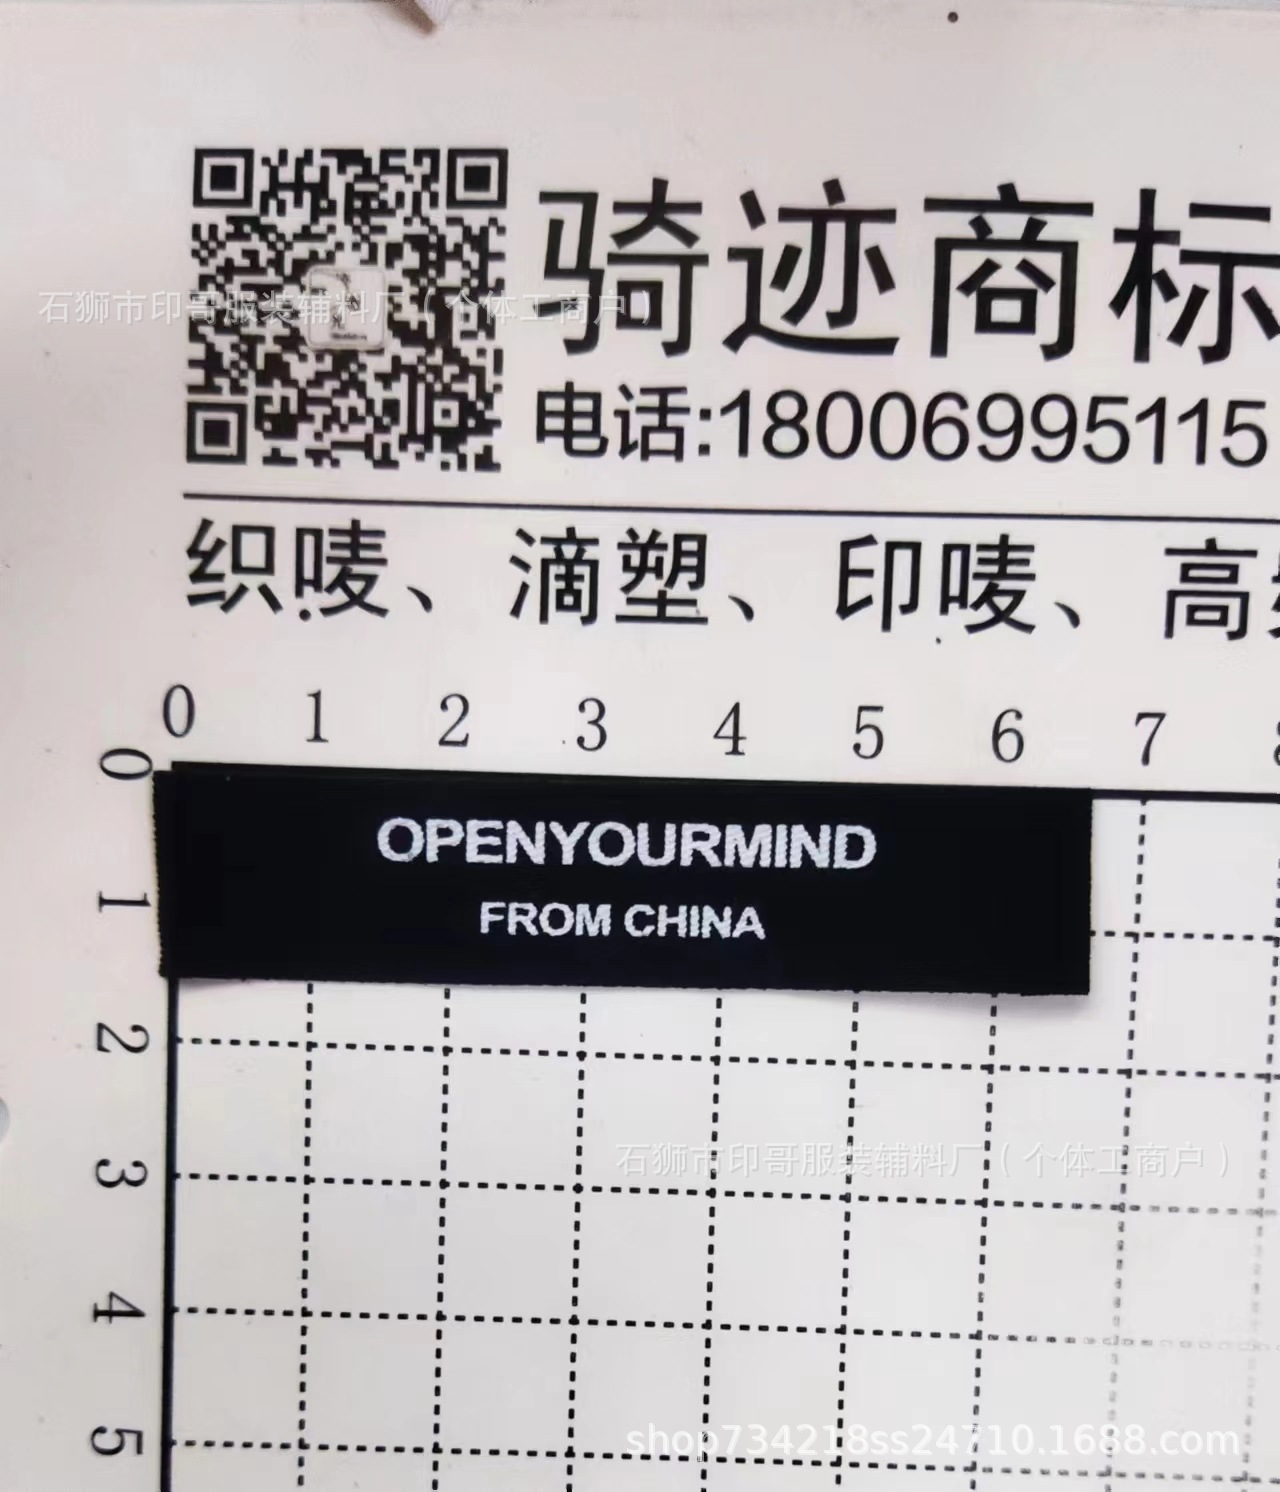 骑迹商标
石狮市印哥服装辅料厂（个体工商户）
电话:18006995115
织唛、滴塑、印唛、高
0 1 2 3 4 5 6 7
0
OPENYOURMIND
1
FROM CHINA
2
石狮市印哥服装辅料厂（个体工商户）
3
4
5
shop734218ss24710.1688.com